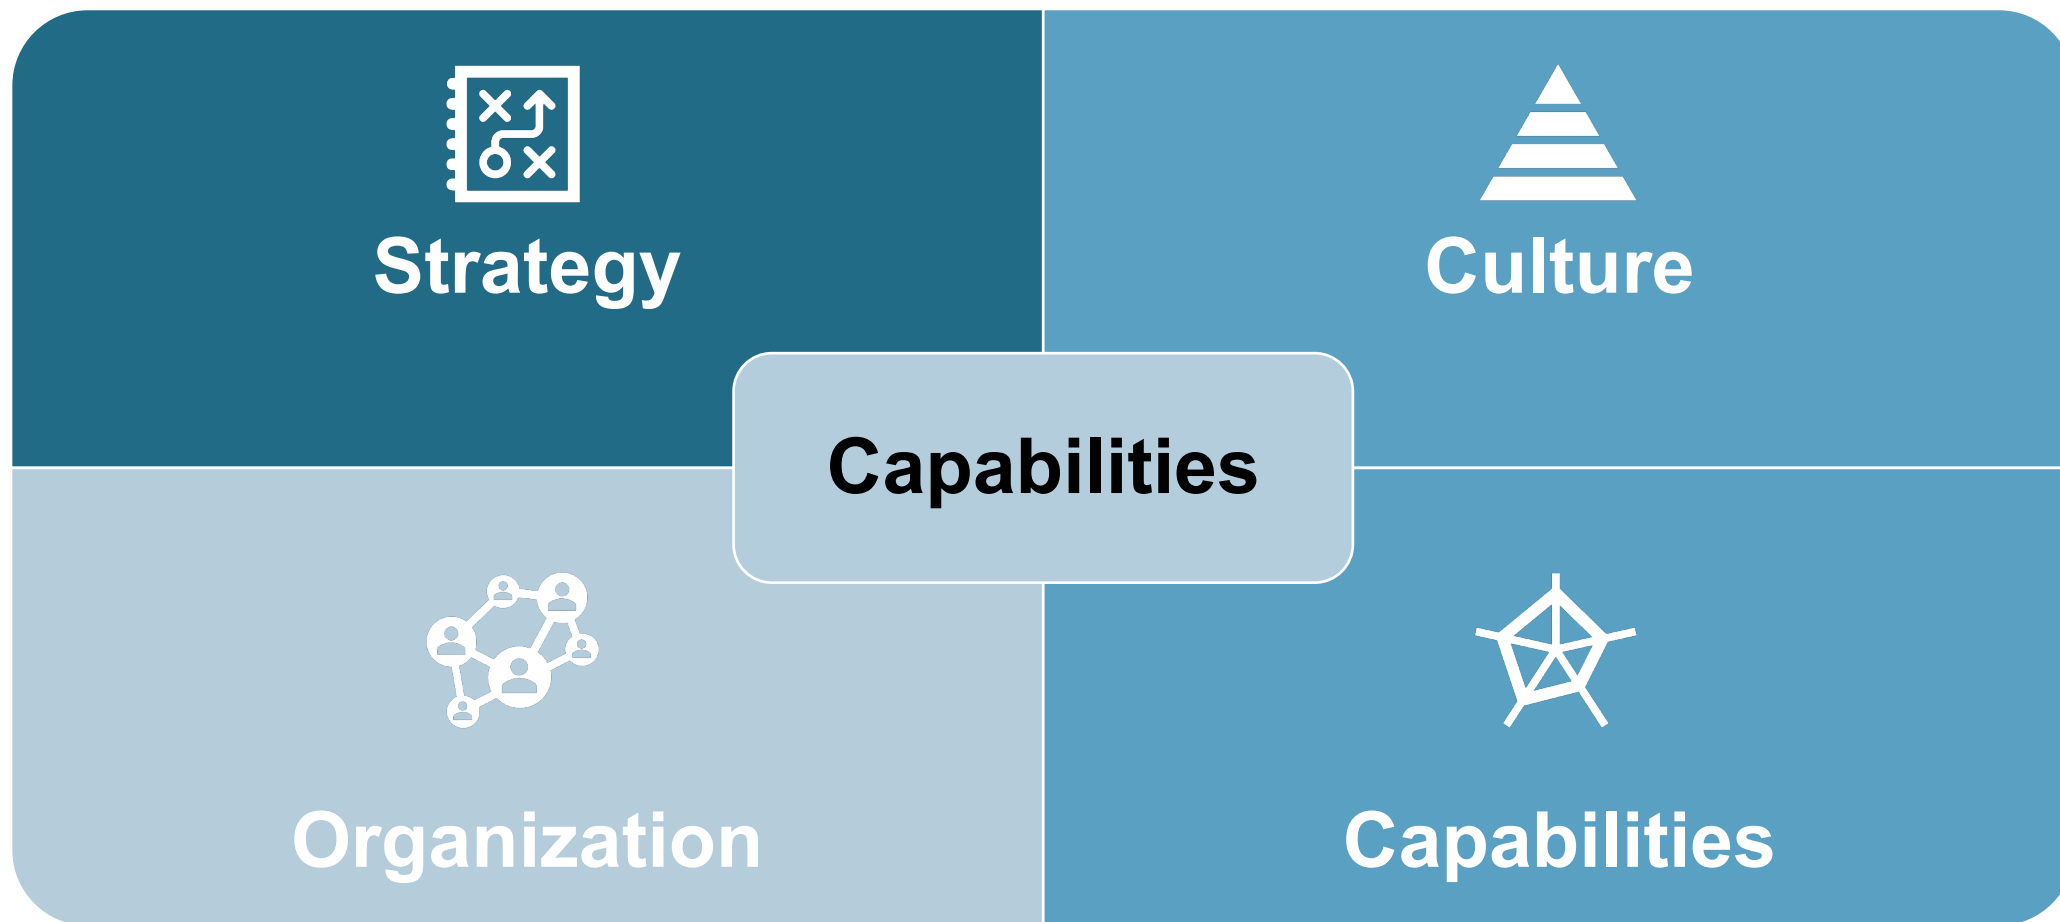 Strategy
Culture
Capabilities
Organization
Capabilities